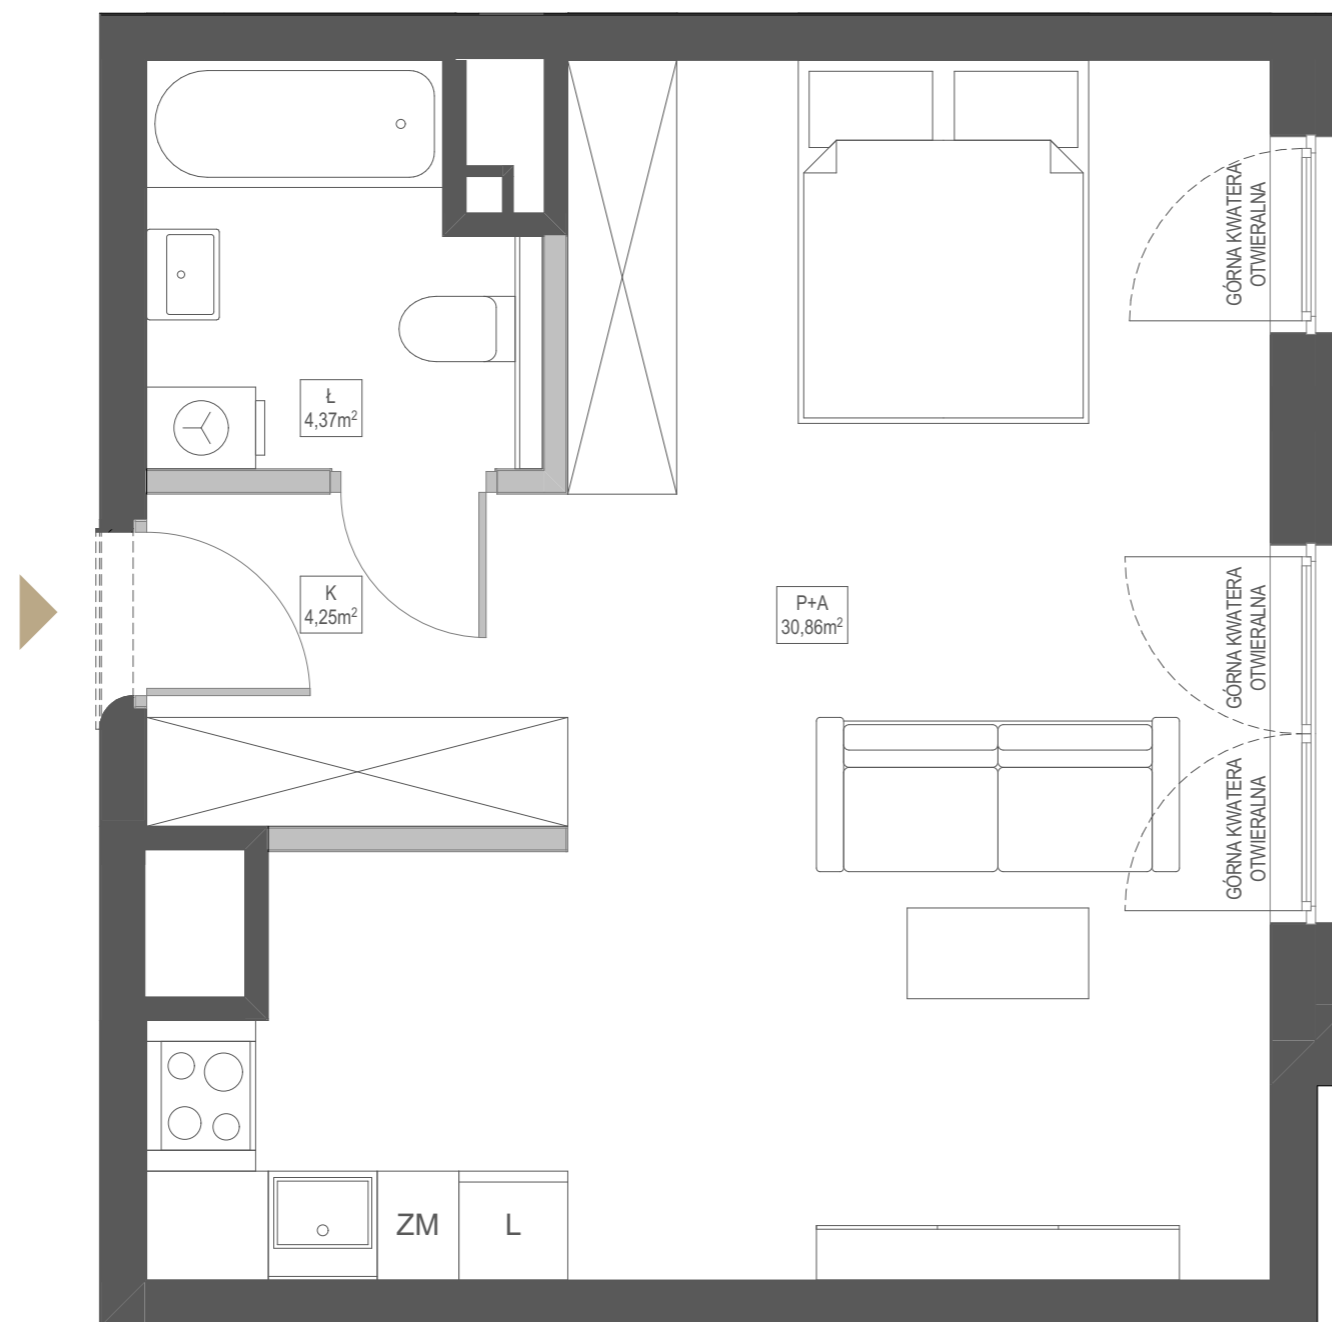 GÓRNA KWATERA
OTWIERALNA
Ł
4,37m²
K
4,25m²
P+A
30,86m²
GÓRNA KWATERA
OTWIERALNA
GÓRNA KWATERA
OTWIERALNA
ZM
L